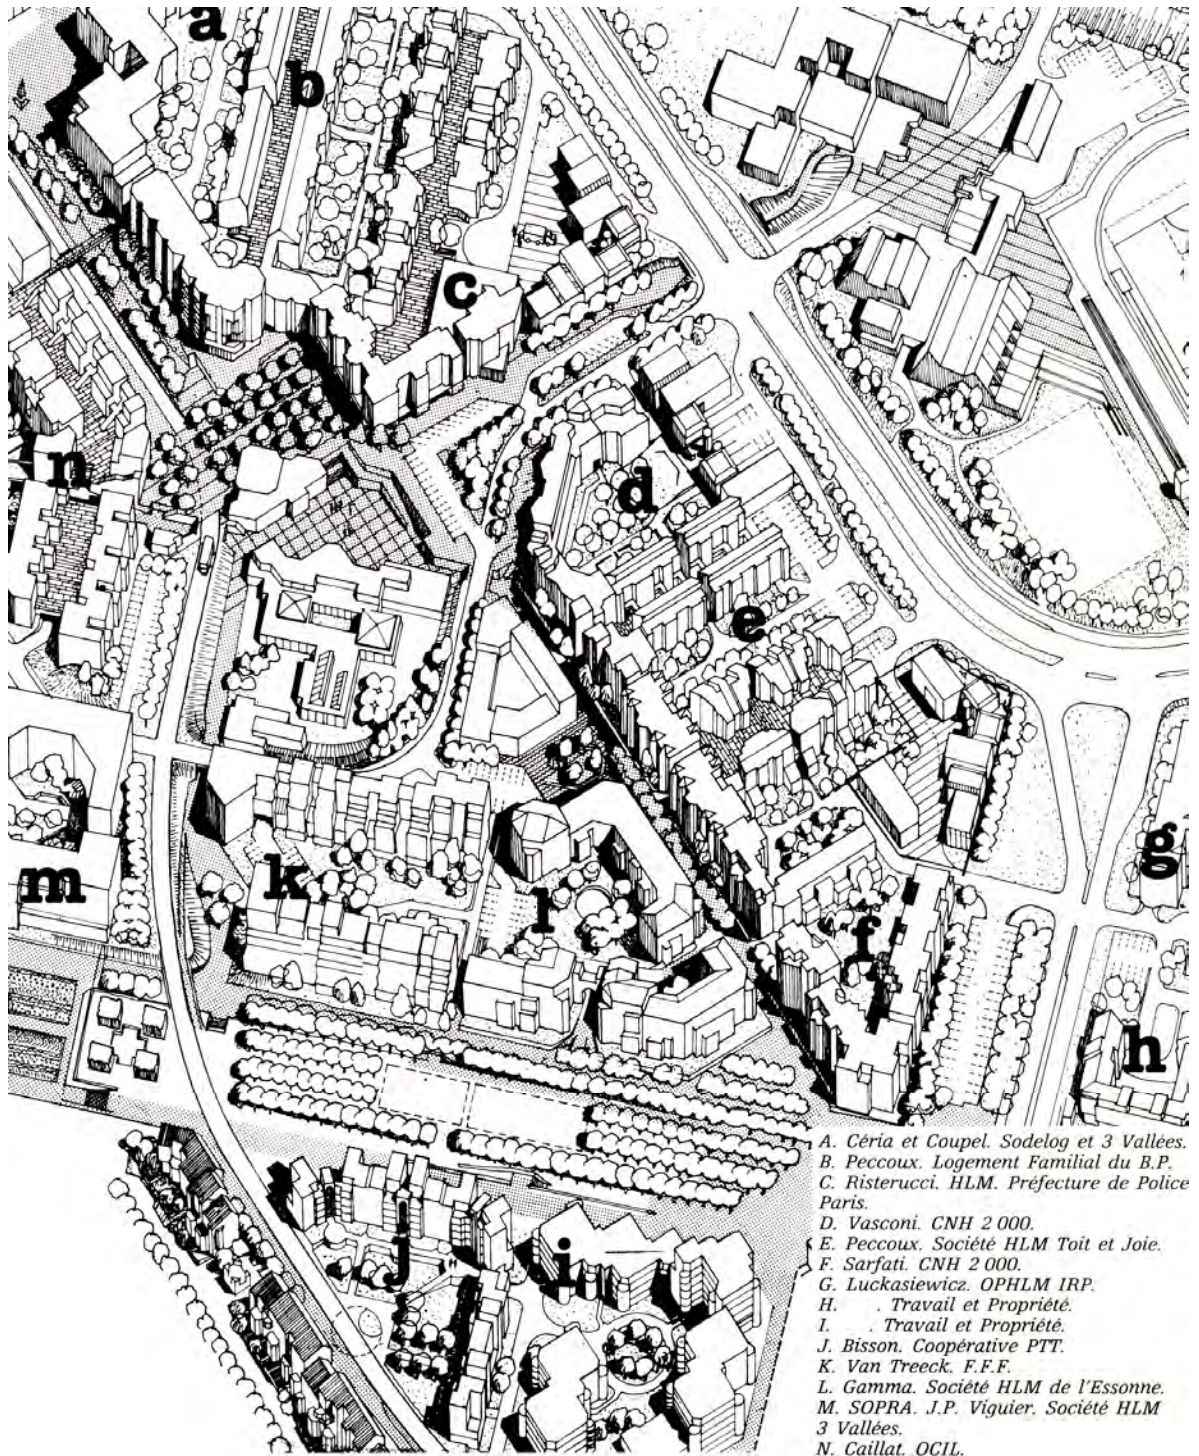 a
b
c
n
d
e
m
k
l
g
f
h
j
i
A. Céria et Coupel. Sodelog et 3 Vallées.
B. Peccoux. Logement Familial du B.P.
C. Risterucci. HLM. Préfecture de Police
Paris.
D. Vasconi. CNH 2 000.
E. Peccoux. Société HLM Toit et Joie.
F. Sarfati. CNH 2 000.
G. Luckasiewicz. OPHLM IRP.
H. . Travail et Propriété.
I. . Travail et Propriété.
J. Bisson. Coopérative PTT.
K. Van Treeck. F.F.F.
L. Gamma. Société HLM de l'Essonne.
M. SOPRA. J.P. Viguier. Société HLM
3 Vallées.
N. Caillat. OCIL.